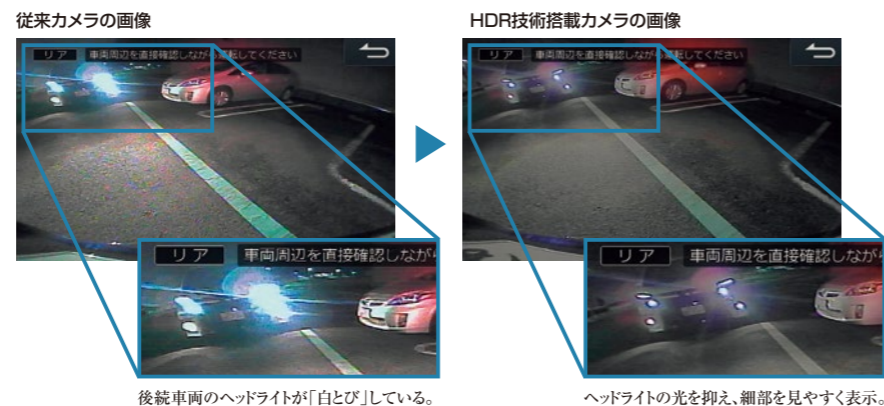 従来カメラの画像
HDR技術搭載カメラの画像
リア 車両周辺を直接確認しながら運転してください
リア 車両周辺を直接確認しながら運転してください
リア 車両周辺を直接確認しなが
リア 車両周辺を直接確認しなが
後続車両のヘッドライトが「白とび」している。
ヘッドライトの光を抑え、細部を見やすく表示。